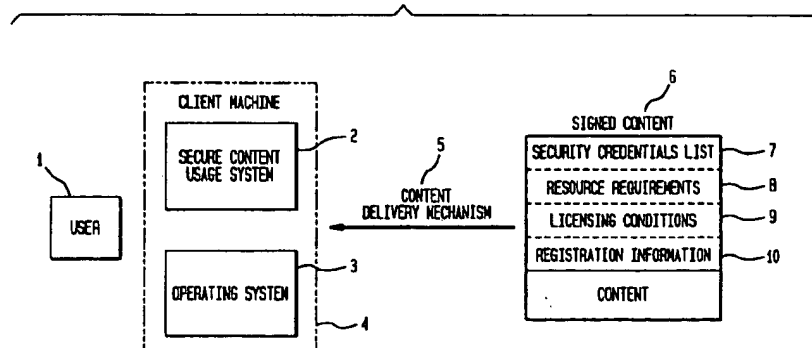 6
CLIENT MACHINE
SIGNED CONTENT
2
5
SECURE CONTENT
USAGE SYSTEM
SECURITY CREDENTIALS LIST
7
1
CONTENT
DELIVERY MECHANISM
RESOURCE REQUIREMENTS
8
USER
LICENSING CONDITIONS
9
REGISTRATION INFORMATION
10
3
OPERATING SYSTEM
CONTENT
4